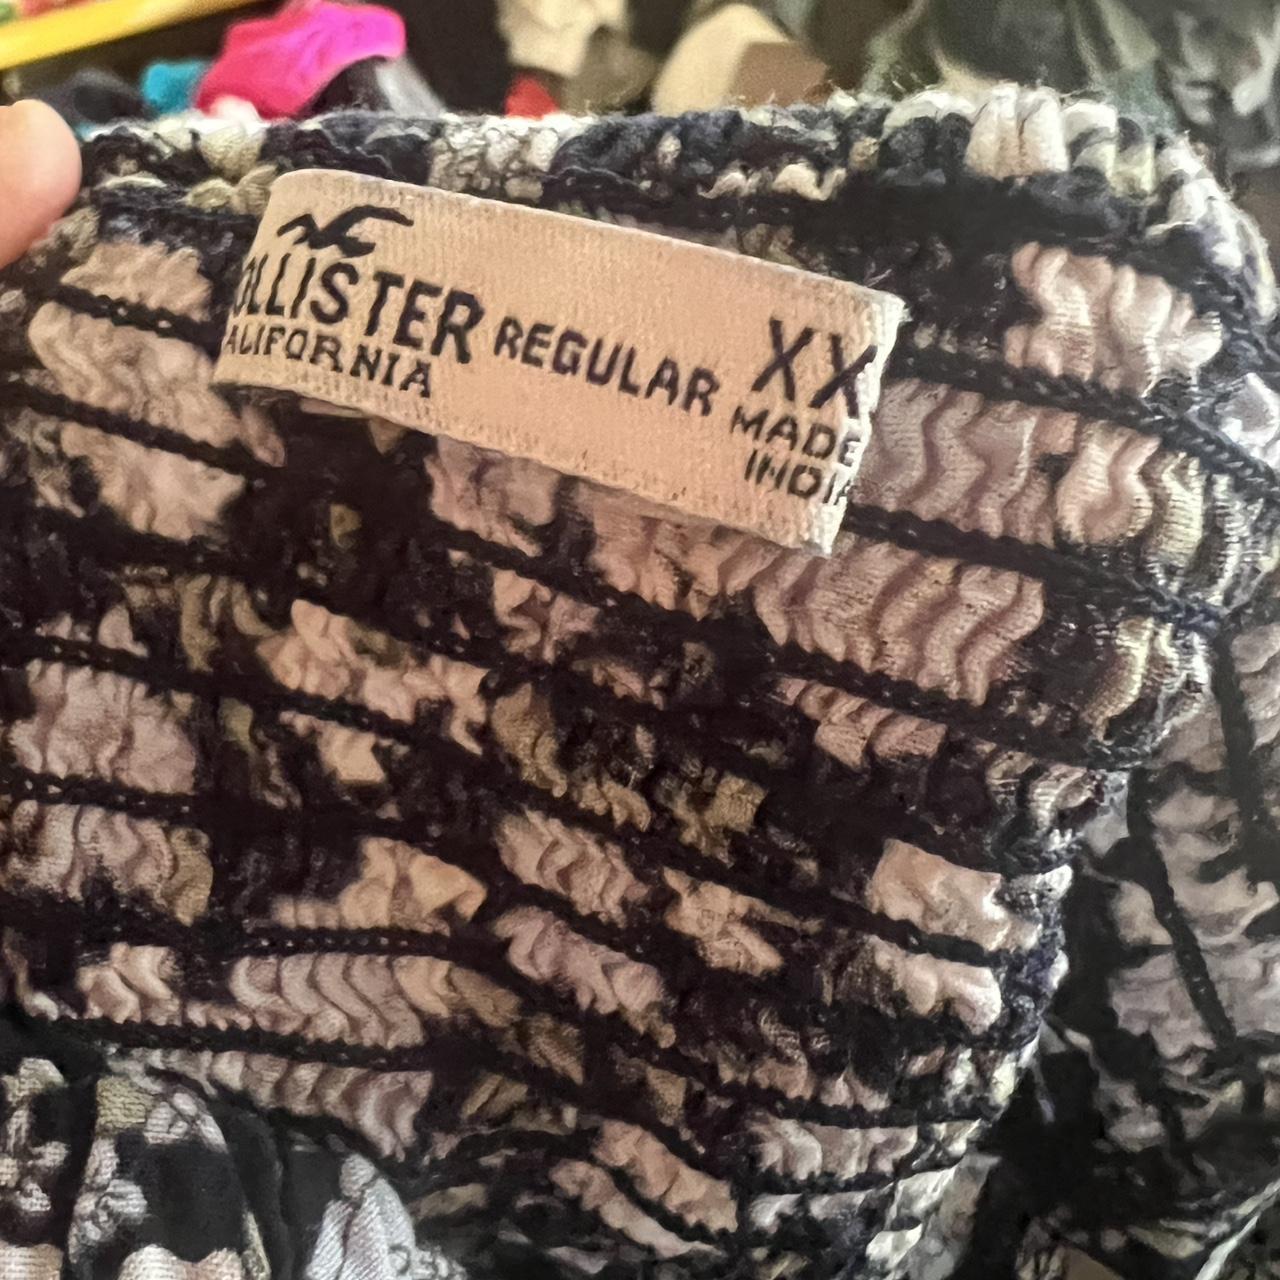 OLLISTER
ALIFORNIA
REGULAR
XX
MADE
INDIA